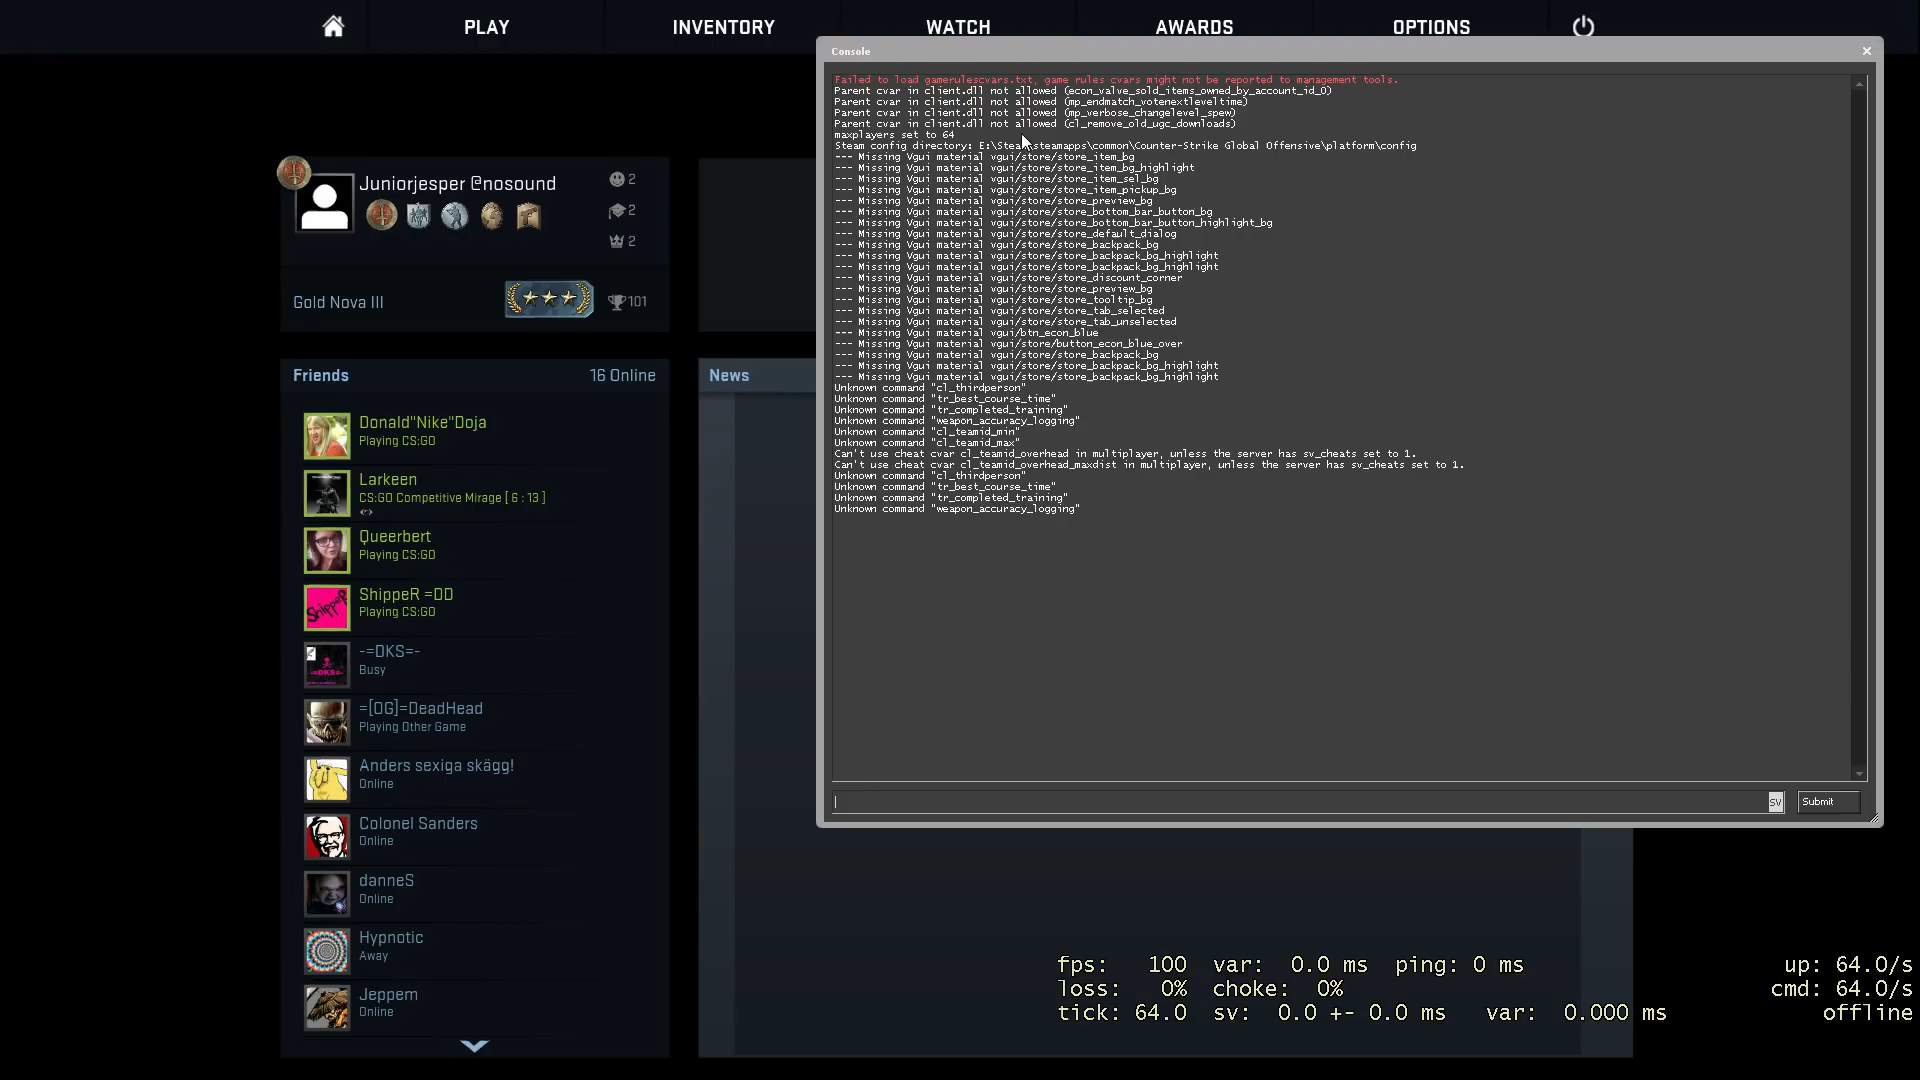 PLAY
INVENTORY
WATCH
AWARDS
OPTIONS
Console
Failed to load gamerulescvars.txt, game rules cvars might not be reported to management tools.
Parent cvar in client.dll not allowed (econ_valve_sold_items_owned_by_account_id_0)
Parent cvar in client.dll not allowed (mp_endmatch_votenextleveltime)
Parent cvar in client.dll not allowed (mp_verbose_changelevel_spew)
Parent cvar in client.dll not allowed (cl_remove_old_ugc_downloads)
maxplayers set to 64
Steam config directory: E:\Steam\steamapps\common\Counter-Strike Global Offensive\platform\config
--- Missing Vgui material vgui/store/store_item_bg
--- Missing Vgui material vgui/store/store_item_bg_highlight
--- Missing Vgui material vgui/store/store_item_sel_bg
--- Missing Vgui material vgui/store/store_item_pickup_bg
--- Missing Vgui material vgui/store/store_preview_bg
--- Missing Vgui material vgui/store/store_bottom_bar_button_bg
--- Missing Vgui material vgui/store/store_bottom_bar_button_highlight_bg
--- Missing Vgui material vgui/store/store_default_dialog
--- Missing Vgui material vgui/store/store_backpack_bg
--- Missing Vgui material vgui/store/store_backpack_bg_highlight
--- Missing Vgui material vgui/store/store_backpack_bg_highlight
--- Missing Vgui material vgui/store/store_discount_corner
--- Missing Vgui material vgui/store/store_preview_bg
--- Missing Vgui material vgui/store/store_tooltip_bg
--- Missing Vgui material vgui/store/store_tab_selected
--- Missing Vgui material vgui/store/store_tab_unselected
--- Missing Vgui material vgui/btn_econ_blue
--- Missing Vgui material vgui/store/button_econ_blue_over
--- Missing Vgui material vgui/store/store_backpack_bg
--- Missing Vgui material vgui/store/store_backpack_bg_highlight
--- Missing Vgui material vgui/store/store_backpack_bg_highlight
Unknown command "cl_thirdperson"
Unknown command "tr_best_course_time"
Unknown command "tr_completed_training"
Unknown command "weapon_accuracy_logging"
Unknown command "cl_teamid_min"
Unknown command "cl_teamid_max"
Can't use cheat cvar cl_teamid_overhead in multiplayer, unless the server has sv_cheats set to 1.
Can't use cheat cvar cl_teamid_overhead_maxdist in multiplayer, unless the server has sv_cheats set to 1.
Unknown command "cl_thirdperson"
Unknown command "tr_best_course_time"
Unknown command "tr_completed_training"
Unknown command "weapon_accuracy_logging"
SV
Submit
Juniorjesper @nosound
2
2
2
Gold Nova III
101
Friends
16 Online
News
Donald"Nike"Doja
Playing CS:GO
Larkeen
CS:GO Competitive Mirage [ 6 : 13 ]
Queerbert
Playing CS:GO
ShippeR =DD
Playing CS:GO
ShippeR
-=DKS=-
Busy
=DKS=
=[OG]=DeadHead
Playing Other Game
Anders sexiga skägg!
Online
Colonel Sanders
Online
danneS
Online
Hypnotic
Away
Jeppem
Online
fps: 100 var: 0.0 ms ping: 0 ms
loss: 0% choke: 0%
tick: 64.0 sv: 0.0 +- 0.0 ms var: 0.000 ms
up: 64.0/s
cmd: 64.0/s
offline